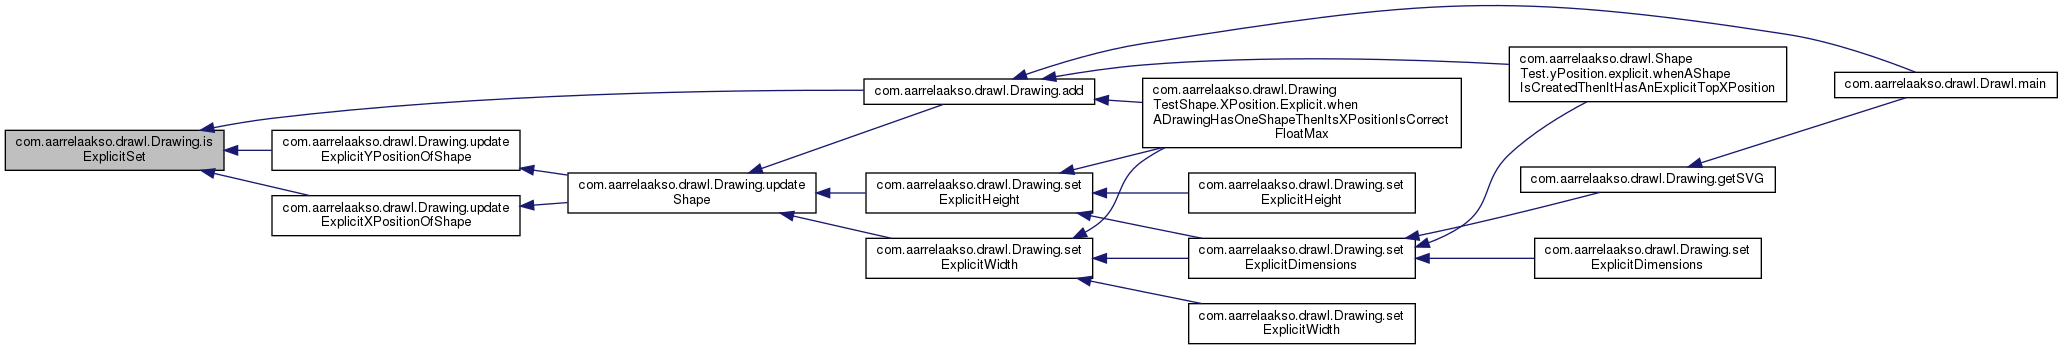 com.aarrelaakso.drawl.Drawing.is
ExplicitSet
com.aarrelaakso.drawl.Drawing.update
ExplicitYPositionOfShape
com.aarrelaakso.drawl.Drawing.update
ExplicitXPositionOfShape
com.aarrelaakso.drawl.Drawing.update
Shape
com.aarrelaakso.drawl.Drawing.add
com.aarrelaakso.drawl.Drawing.set
ExplicitHeight
com.aarrelaakso.drawl.Drawing.set
ExplicitWidth
com.aarrelaakso.drawl.Drawing
TestShape.XPosition.Explicit.when
ADrawingHasOneShapeThenItsXPositionIsCorrect
FloatMax
com.aarrelaakso.drawl.Drawing.set
ExplicitHeight
com.aarrelaakso.drawl.Drawing.set
ExplicitDimensions
com.aarrelaakso.drawl.Drawing.set
ExplicitWidth
com.aarrelaakso.drawl.Shape
Test.yPosition.explicit.whenAShape
IsCreatedThenItHasAnExplicitTopXPosition
com.aarrelaakso.drawl.Drawing.getSVG
com.aarrelaakso.drawl.Drawing.set
ExplicitDimensions
com.aarrelaakso.drawl.Drawl.main